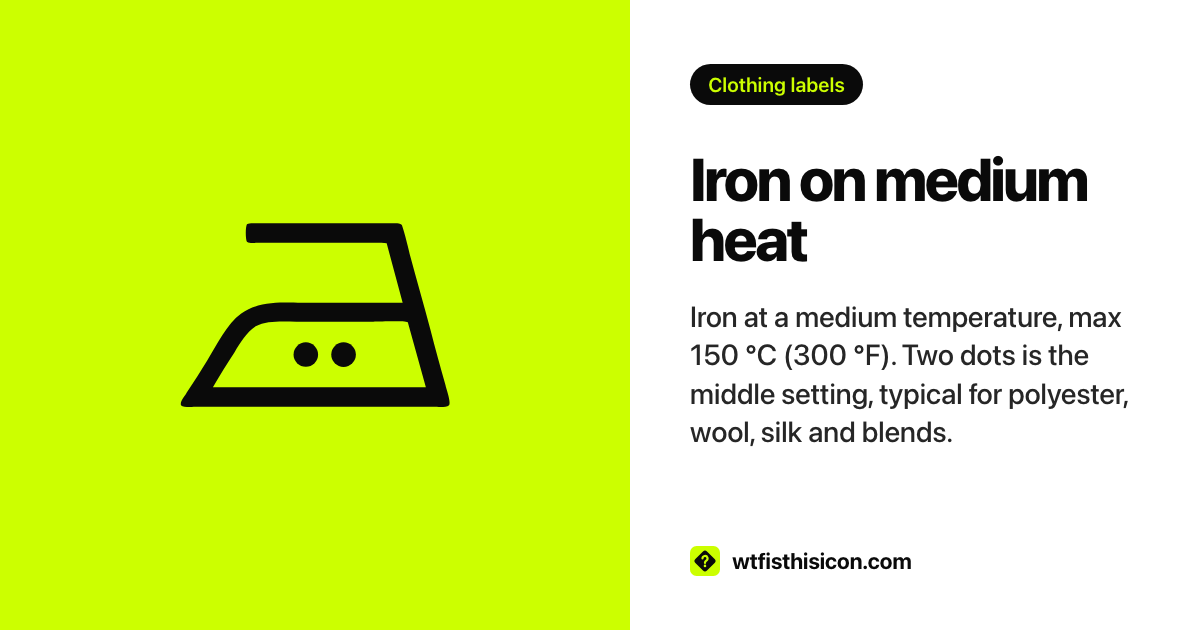 Clothing labels
Iron on medium
heat
Iron at a medium temperature, max
150 °C (300 °F). Two dots is the
middle setting, typical for polyester,
wool, silk and blends.
?
wtfisthisicon.com